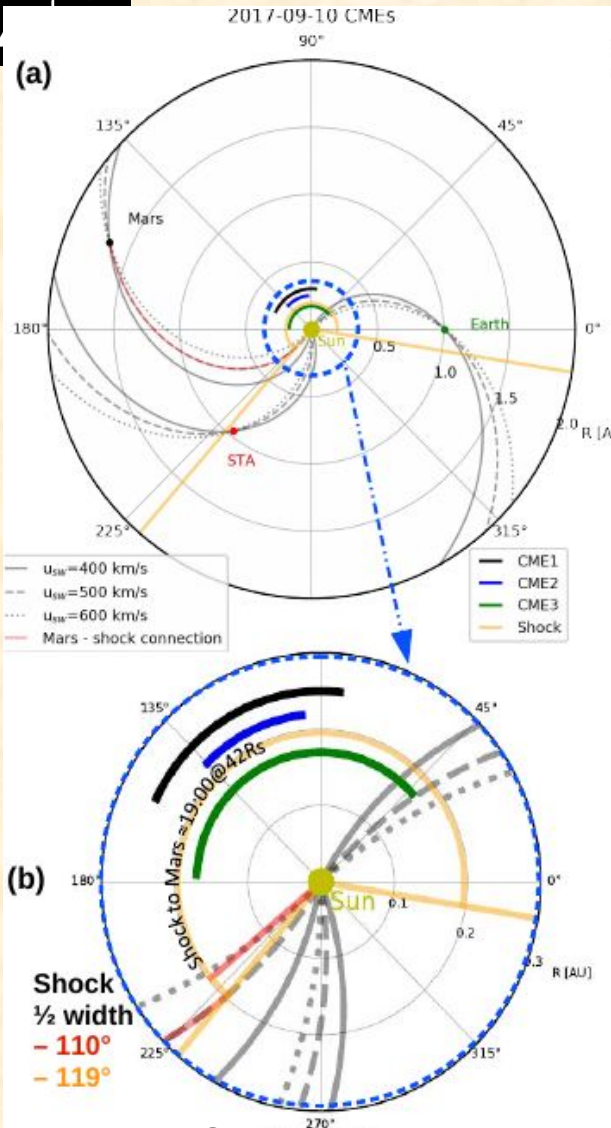 2017-09-10 CMEs
(a)
90°
135°
45°
Mars
180°
Sun
Earth
0°
0.5
1.0
1.5
2.0
R [A
STA
225°
315°
u_sw=400 km/s
u_sw=500 km/s
u_sw=600 km/s
Mars - shock connection
CME1
CME2
CME3
Shock
135°
45°
Shock to Mars ≈19:00@42Rs
(b)
180°
Sun
0°
0.1
0.2
.3
R [AU]
Shock
½ width
– 110°
– 119°
225°
315°
270°